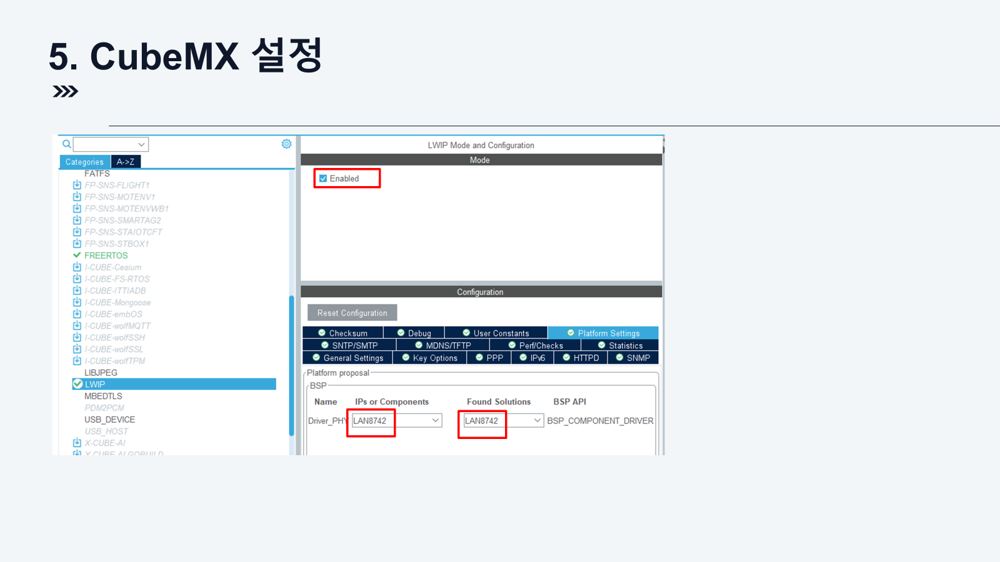 5. CubeMX 설정
Categories A->Z
FATFS
FP-SNS-FLIGHT1
FP-SNS-MOTENV1
FP-SNS-MOTENVWB1
FP-SNS-SMARTAG2
FP-SNS-STAIOTCFT
FP-SNS-STBOX1
FREERTOS
I-CUBE-Cesium
I-CUBE-FS-RTOS
I-CUBE-ITTIADB
I-CUBE-Mongoose
I-CUBE-embOS
I-CUBE-wolfMQTT
I-CUBE-wolfSSH
I-CUBE-wolfSSL
I-CUBE-wolfTPM
LIBJPEG
LWIP
MBEDTLS
PDM2PCM
USB_DEVICE
USB_HOST
X-CUBE-AI
X-CUBE-ALGOBUILD
LWIP Mode and Configuration
Mode
Enabled
Configuration
Reset Configuration
Checksum Debug User Constants Platform Settings
SNTP/SMTP MDNS/TFTP Perf/Checks Statistics
General Settings Key Options PPP IPv6 HTTPD SNMP
Platform proposal
BSP
Name IPs or Components Found Solutions BSP API
Driver_PHY LAN8742 LAN8742 BSP_COMPONENT_DRIVER